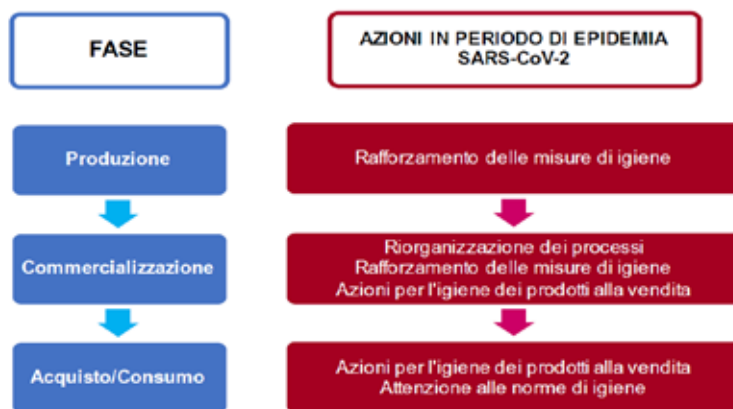 FASE
AZIONI IN PERIODO DI EPIDEMIA
SARS-CoV-2
Produzione
Rafforzamento delle misure di igiene
Commercializzazione
Riorganizzazione dei processi
Rafforzamento delle misure di igiene
Azioni per l'igiene dei prodotti alla vendita
Acquisto/Consumo
Azioni per l'igiene dei prodotti alla vendita
Attenzione alle norme di igiene